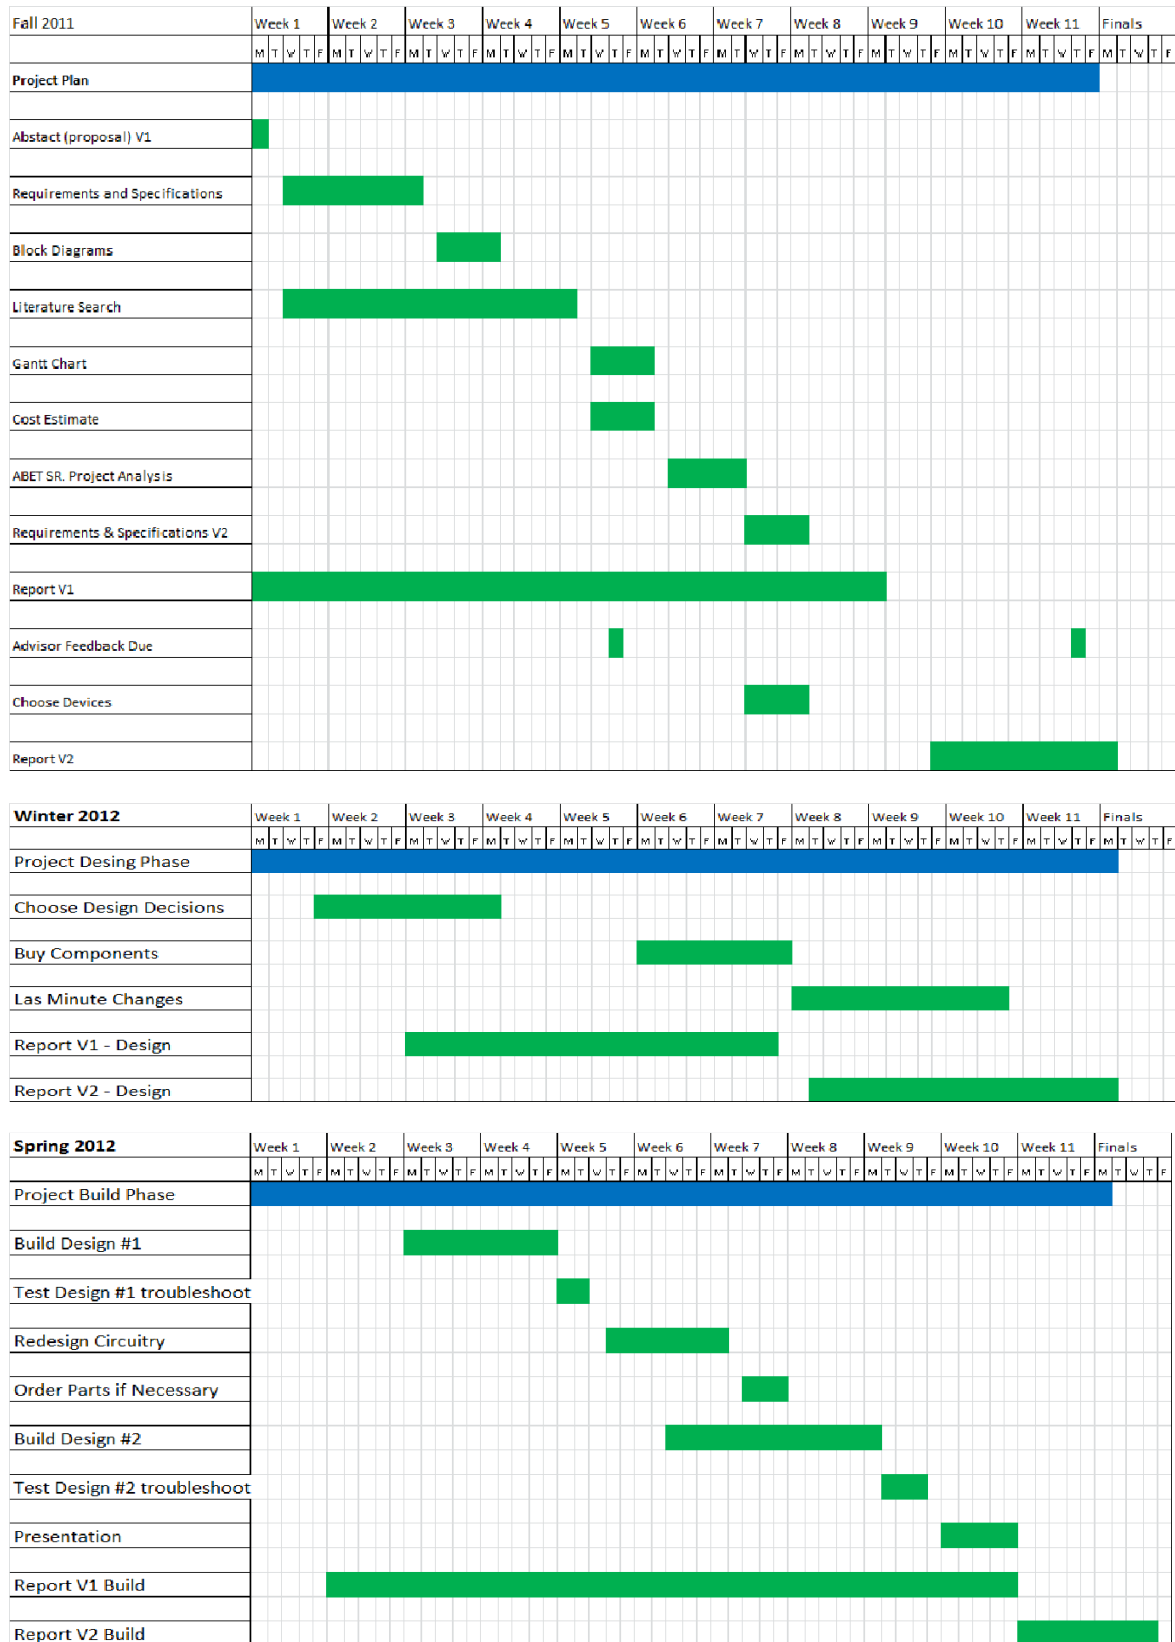 Fall 2011 Week 1 Week 2 Week 3 Week 4 Week 5 Week 6 Week 7 Week 8 Week 9 Week 10 Week 11 Finals
M T W T F M T W T F M T W T F M T W T F M T W T F M T W T F M T W T F M T W T F M T W T F M T W T F M T W T F M T W T F
Project Plan
Abstact (proposal) V1
Requirements and Specifications
Block Diagrams
Literature Search
Gantt Chart
Cost Estimate
ABET SR. Project Analysis
Requirements & Specifications V2
Report V1
Advisor Feedback Due
Choose Devices
Report V2
Winter 2012 Week 1 Week 2 Week 3 Week 4 Week 5 Week 6 Week 7 Week 8 Week 9 Week 10 Week 11 Finals
M T W T F M T W T F M T W T F M T W T F M T W T F M T W T F M T W T F M T W T F M T W T F M T W T F M T W T F M T W T F
Project Desing Phase
Choose Design Decisions
Buy Components
Las Minute Changes
Report V1 - Design
Report V2 - Design
Spring 2012 Week 1 Week 2 Week 3 Week 4 Week 5 Week 6 Week 7 Week 8 Week 9 Week 10 Week 11 Finals
M T W T F M T W T F M T W T F M T W T F M T W T F M T W T F M T W T F M T W T F M T W T F M T W T F M T W T F M T W T F
Project Build Phase
Build Design #1
Test Design #1 troubleshoot
Redesign Circuitry
Order Parts if Necessary
Build Design #2
Test Design #2 troubleshoot
Presentation
Report V1 Build
Report V2 Build